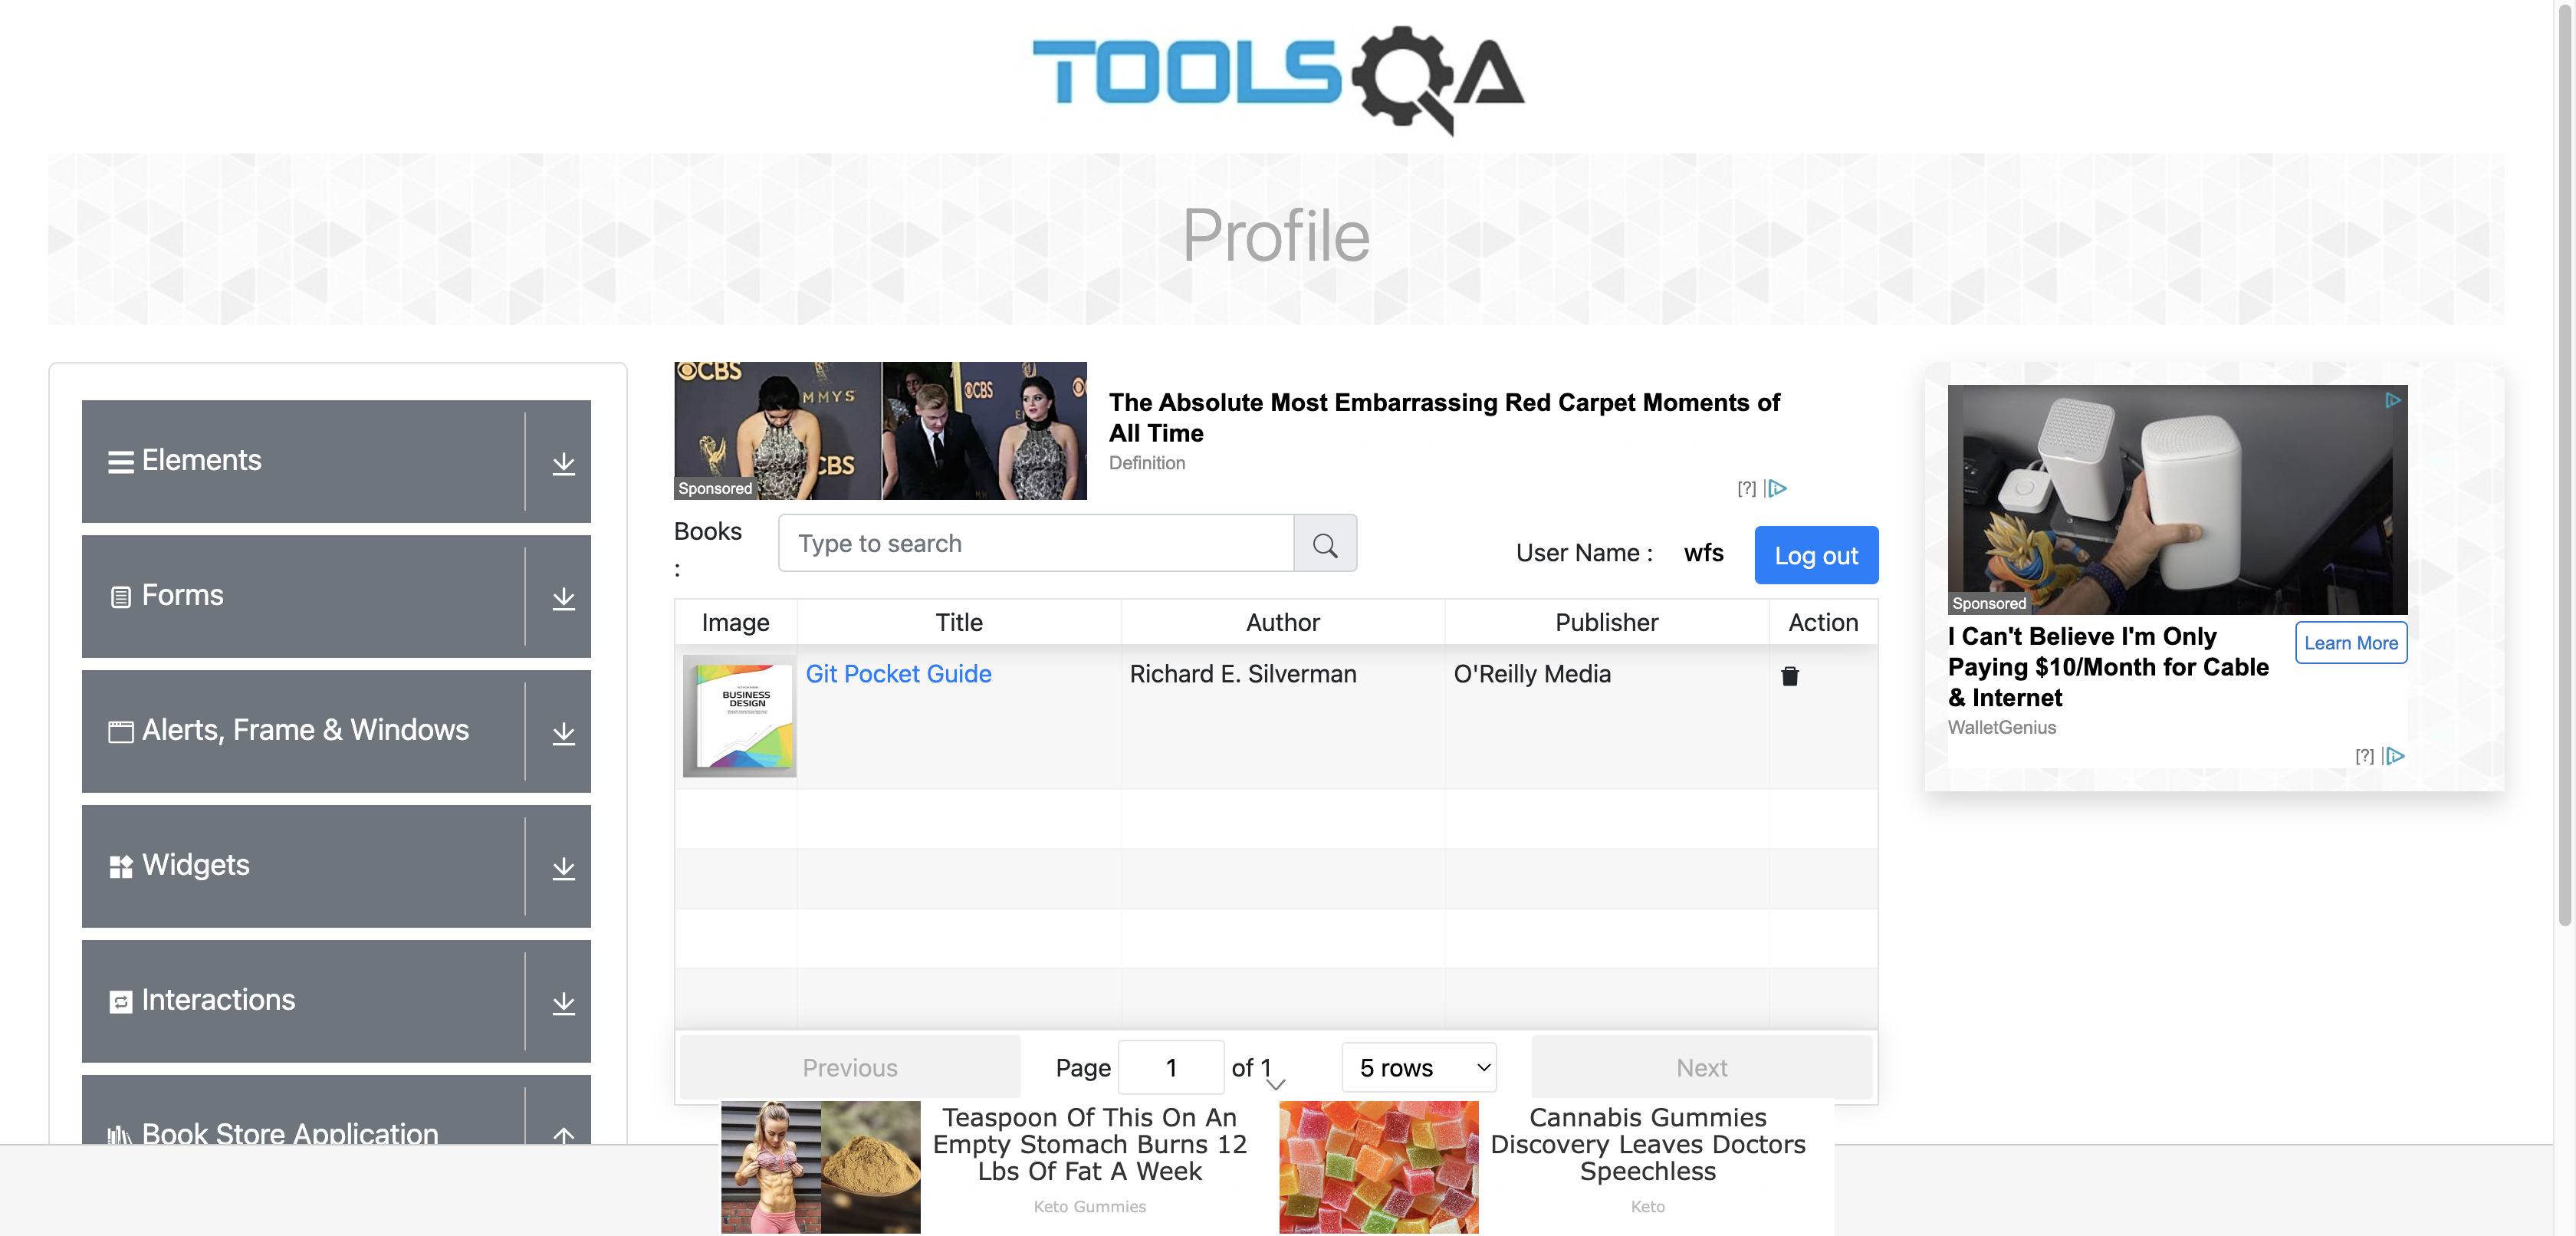 TOOLSQA
Profile
Elements
Forms
Alerts, Frame & Windows
Widgets
Interactions
Book Store Application
CBS
MMYS
CBS
CBS
Sponsored
The Absolute Most Embarrassing Red Carpet Moments of
All Time
Definition
[?]
Books
:
Type to search
User Name :
wfs
Log out
Image
Title
Author
Publisher
Action
BUSINESS
DESIGN
Git Pocket Guide
Richard E. Silverman
O'Reilly Media
Previous
Page
1
of 1
5 rows
Next
Sponsored
I Can't Believe I'm Only
Paying $10/Month for Cable
& Internet
WalletGenius
Learn More
[?]
Teaspoon Of This On An
Empty Stomach Burns 12
Lbs Of Fat A Week
Keto Gummies
Cannabis Gummies
Discovery Leaves Doctors
Speechless
Keto